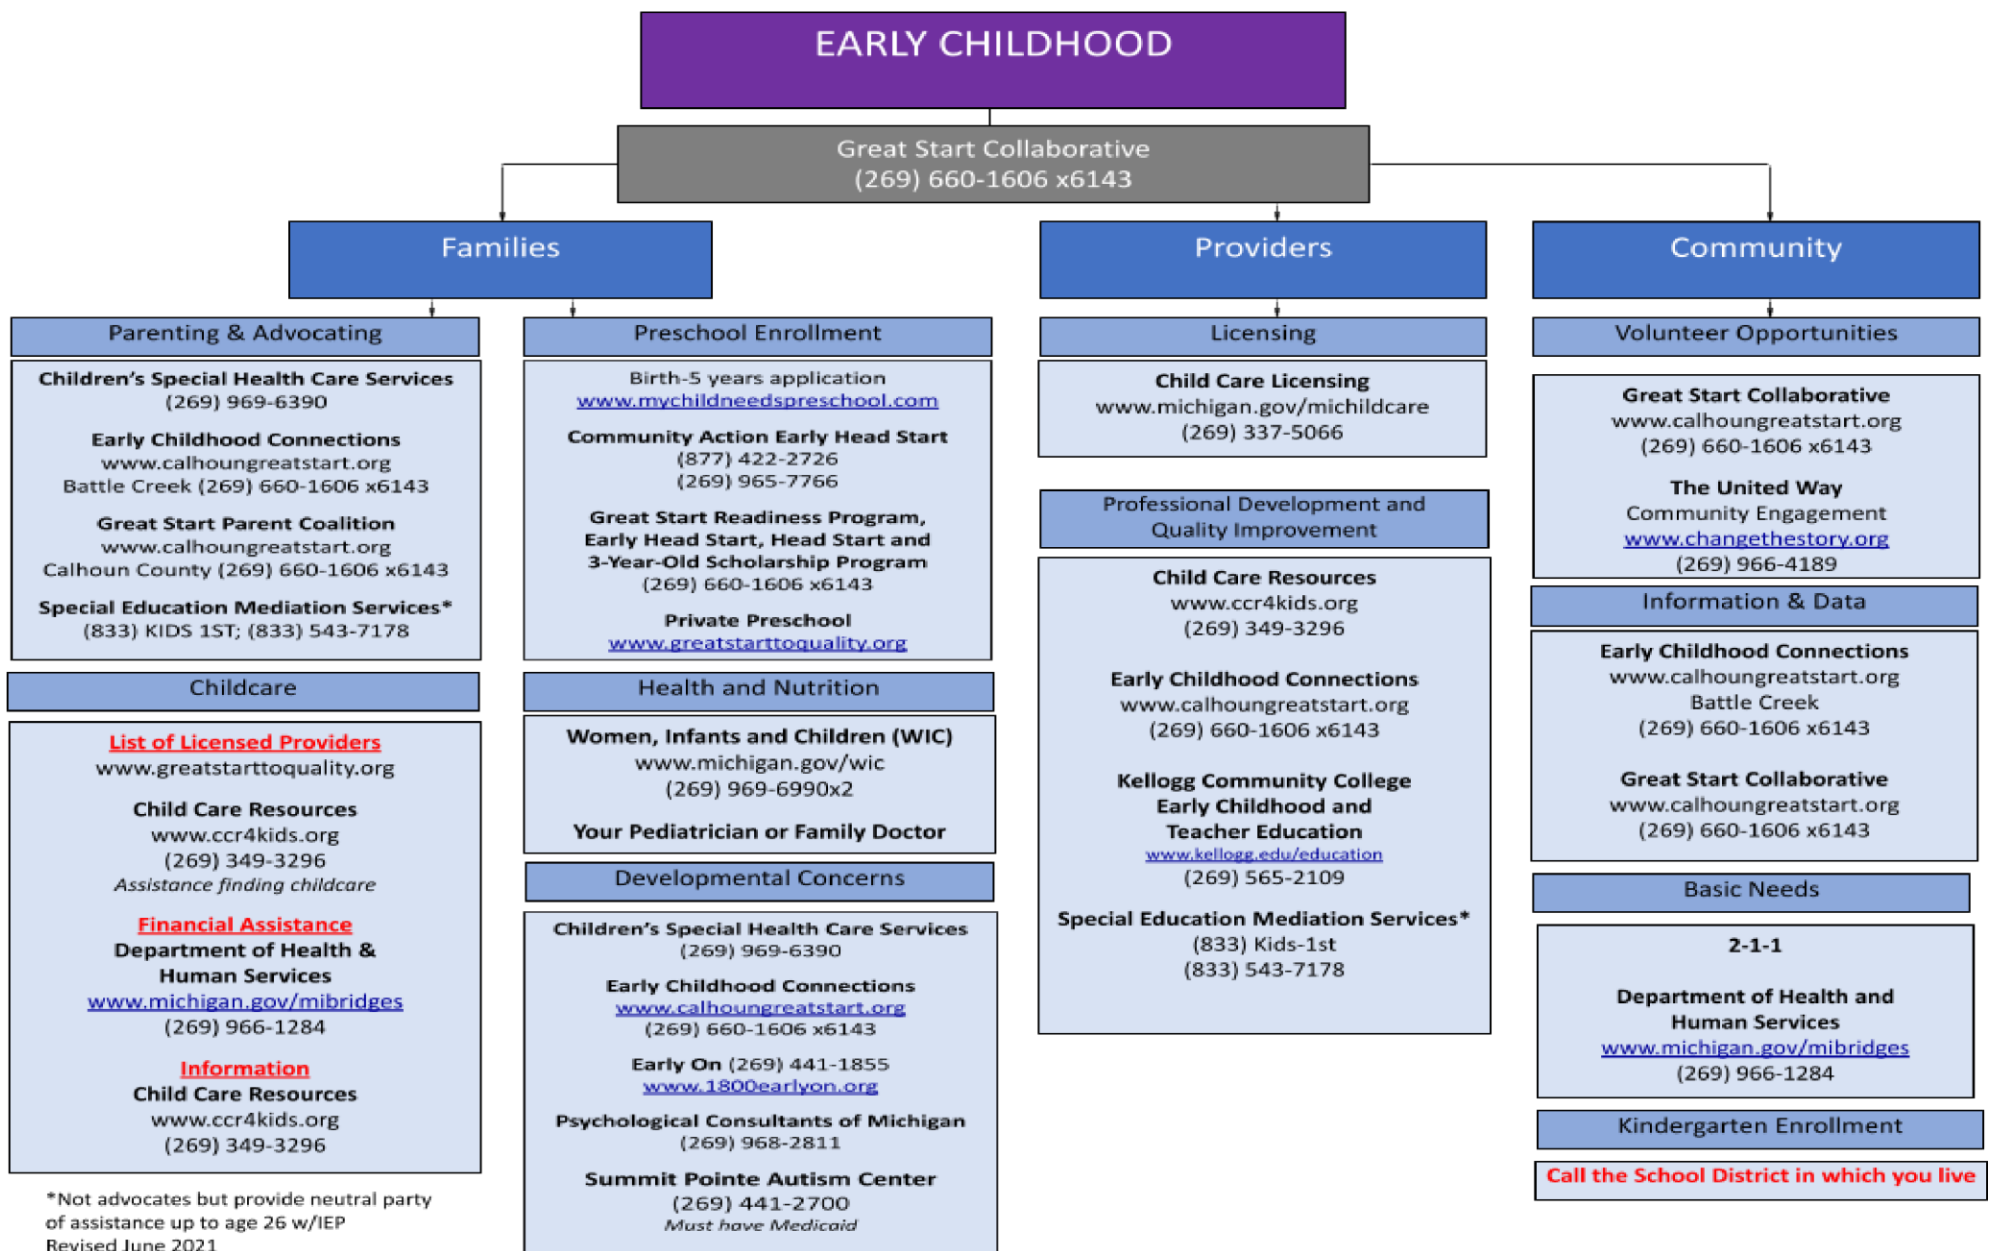 EARLY CHILDHOOD
Great Start Collaborative
(269) 660-1606 x6143
Families
Parenting & Advocating
Children's Special Health Care Services
(269) 969-6390
Early Childhood Connections
www.calhoungreatstart.org
Battle Creek (269) 660-1606 x6143
Great Start Parent Coalition
www.calhoungreatstart.org
Calhoun County (269) 660-1606 x6143
Special Education Mediation Services*
(833) KIDS 1ST; (833) 543-7178
Childcare
List of Licensed Providers
www.greatstarttoquality.org
Child Care Resources
www.ccr4kids.org
(269) 349-3296
Assistance finding childcare
Financial Assistance
Department of Health &
Human Services
www.michigan.gov/mibridges
(269) 966-1284
Information
Child Care Resources
www.ccr4kids.org
(269) 349-3296
*Not advocates but provide neutral party
of assistance up to age 26 w/IEP
Revised June 2021
Preschool Enrollment
Birth-5 years application
www.mychildneedspreschool.com
Community Action Early Head Start
(877) 422-2726
(269) 965-7766
Great Start Readiness Program,
Early Head Start, Head Start and
3-Year-Old Scholarship Program
(269) 660-1606 x6143
Private Preschool
www.greatstarttoquality.org
Health and Nutrition
Women, Infants and Children (WIC)
www.michigan.gov/wic
(269) 969-6990x2
Your Pediatrician or Family Doctor
Developmental Concerns
Children's Special Health Care Services
(269) 969-6390
Early Childhood Connections
www.calhoungreatstart.org
(269) 660-1606 x6143
Early On (269) 441-1855
www.1800earlyon.org
Psychological Consultants of Michigan
(269) 968-2811
Summit Pointe Autism Center
(269) 441-2700
Must have Medicaid
Providers
Licensing
Child Care Licensing
www.michigan.gov/michildcare
(269) 337-5066
Professional Development and
Quality Improvement
Child Care Resources
www.ccr4kids.org
(269) 349-3296
Early Childhood Connections
www.calhoungreatstart.org
(269) 660-1606 x6143
Kellogg Community College
Early Childhood and
Teacher Education
www.kellogg.edu/education
(269) 565-2109
Special Education Mediation Services*
(833) Kids-1st
(833) 543-7178
Community
Volunteer Opportunities
Great Start Collaborative
www.calhoungreatstart.org
(269) 660-1606 x6143
The United Way
Community Engagement
www.changethestory.org
(269) 966-4189
Information & Data
Early Childhood Connections
www.calhoungreatstart.org
Battle Creek
(269) 660-1606 x6143
Great Start Collaborative
www.calhoungreatstart.org
(269) 660-1606 x6143
Basic Needs
2-1-1
Department of Health and
Human Services
www.michigan.gov/mibridges
(269) 966-1284
Kindergarten Enrollment
Call the School District in which you live